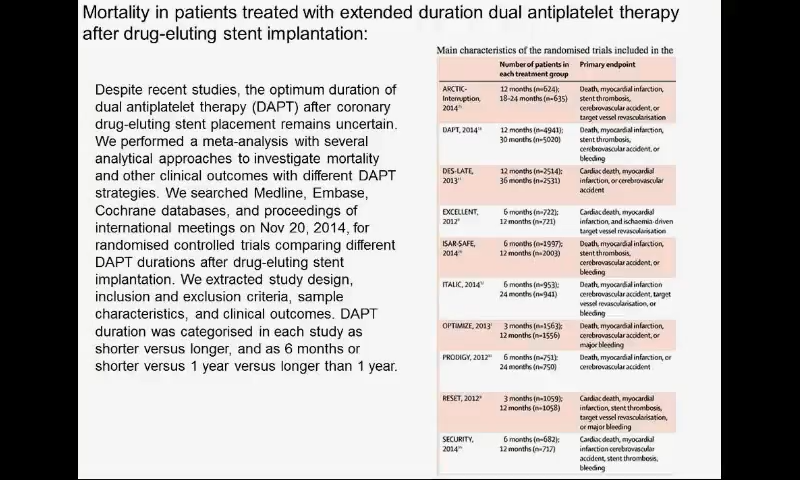 Mortality in patients treated with extended duration dual antiplatelet therapy
after drug-eluting stent implantation:
Despite recent studies, the optimum duration of
dual antiplatelet therapy (DAPT) after coronary
drug-eluting stent placement remains uncertain.
We performed a meta-analysis with several
analytical approaches to investigate mortality
and other clinical outcomes with different DAPT
strategies. We searched Medline, Embase,
Cochrane databases, and proceedings of
international meetings on Nov 20, 2014, for
randomised controlled trials comparing different
DAPT durations after drug-eluting stent
implantation. We extracted study design,
inclusion and exclusion criteria, sample
characteristics, and clinical outcomes. DAPT
duration was categorised in each study as
shorter versus longer, and as 6 months or
shorter versus 1 year versus longer than 1 year.
Main characteristics of the randomised trials included in the
Number of patients in Primary endpoint
each treatment group
ARCTIC- 12 months (n=624); Death, myocardial infarction,
Interruption, 18-24 months (n=635) stent thrombosis,
2014 cerebrovascular accident, or
target vessel revascularisation
DAPT, 2014 12 months (n=4941); Death, myocardial infarction,
30 months (n=5020) stent thrombosis,
cerebrovascular accident, or
bleeding
DES-LATE, 12 months (n=2514); Cardiac death, myocardial
2013 36 months (n=2531) infarction, or cerebrovascular
accident
EXCELLENT, 6 months (n=722); Cardiac death, myocardial
2012 12 months (n=721) infarction, and ischaemia-driven
target vessel revascularisation
ISAR-SAFE, 6 months (n=1997); Death, myocardial infarction,
2014 12 months (n=2003) stent thrombosis,
cerebrovascular accident, or
bleeding
ITALIC, 2014 6 months (n=953); Death, myocardial infarction
24 months (n=941) cerebrovascular accident, target
vessel revascularisation, or
bleeding
OPTIMIZE, 2013 3 months (n=1563); Death, myocardial infarction,
12 months (n=1556) cerebrovascular accident, or
major bleeding
PRODIGY, 2012 6 months (n=751); Death, myocardial infarction, or
24 months (n=750) cerebrovascular accident
RESET, 2012 3 months (n=1059); Cardiac death, myocardial
12 months (n=1058) infarction, stent thrombosis,
target vessel revascularisation,
or major bleeding
SECURITY, 6 months (n=682); Cardiac death, myocardial
2014 12 months (n=717) infarction cerebrovascular
accident, stent thrombosis,
bleeding